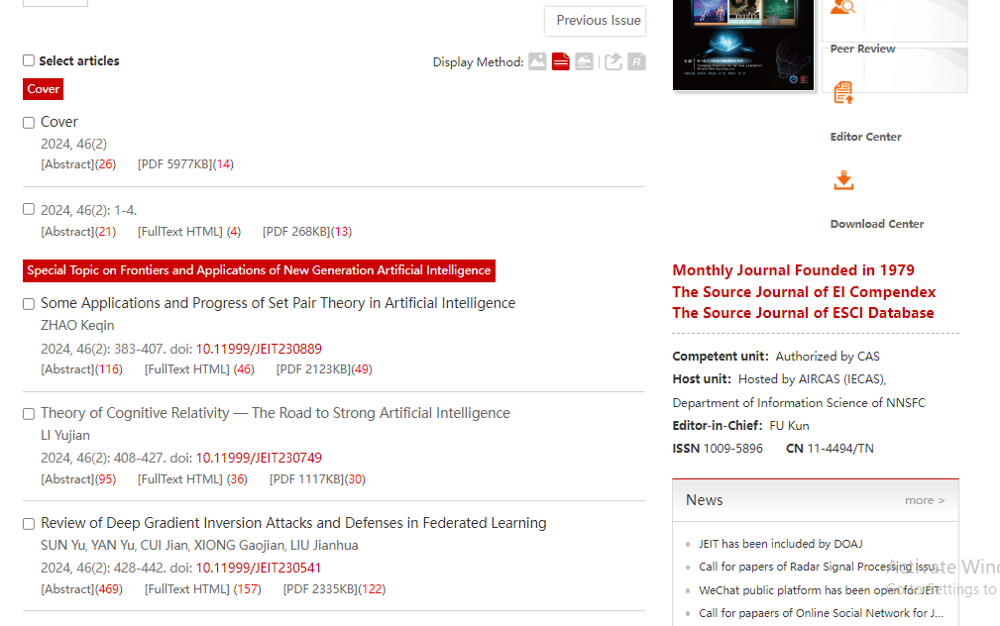 Previous Issue
Select articles
Display Method:
Cover
Cover
2024, 46(2)
[Abstract](26) [PDF 5977KB](14)
2024, 46(2): 1-4.
[Abstract](21) [FullText HTML] (4) [PDF 268KB](13)
Special Topic on Frontiers and Applications of New Generation Artificial Intelligence
Some Applications and Progress of Set Pair Theory in Artificial Intelligence
ZHAO Keqin
2024, 46(2): 383-407. doi: 10.11999/JEIT230889
[Abstract](116) [FullText HTML] (46) [PDF 2123KB](49)
Theory of Cognitive Relativity — The Road to Strong Artificial Intelligence
LI Yujian
2024, 46(2): 408-427. doi: 10.11999/JEIT230749
[Abstract](95) [FullText HTML] (36) [PDF 1117KB](30)
Review of Deep Gradient Inversion Attacks and Defenses in Federated Learning
SUN Yu, YAN Yu, CUI Jian, XIONG Gaojian, LIU Jianhua
2024, 46(2): 428-442. doi: 10.11999/JEIT230541
[Abstract](469) [FullText HTML] (157) [PDF 2335KB](122)
Peer Review
Editor Center
Download Center
Monthly Journal Founded in 1979
The Source Journal of EI Compendex
The Source Journal of ESCI Database
Competent unit: Authorized by CAS
Host unit: Hosted by AIRCAS (IECAS),
Department of Information Science of NNSFC
Editor-in-Chief: FU Kun
ISSN 1009-5896 CN 11-4494/TN
News
more >
JEIT has been included by DOAJ
Call for papers of Radar Signal Processing Issu...
WeChat public platform has been open for JEIT
Call for papaers of Online Social Network for J...
Activate Wind
Go to Settings to